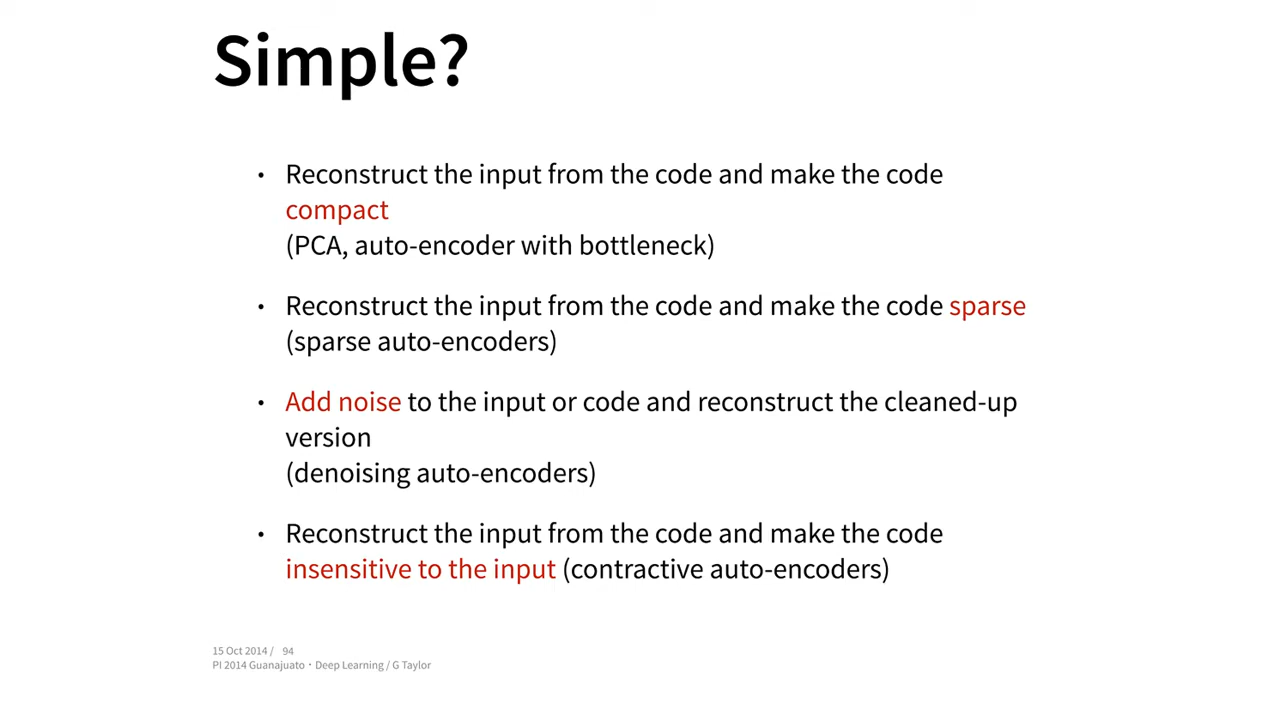 Simple?
• Reconstruct the input from the code and make the code
compact
(PCA, auto-encoder with bottleneck)
• Reconstruct the input from the code and make the code sparse
(sparse auto-encoders)
• Add noise to the input or code and reconstruct the cleaned-up
version
(denoising auto-encoders)
• Reconstruct the input from the code and make the code
insensitive to the input (contractive auto-encoders)
15 Oct 2014 / 94
PI 2014 Guanajuato · Deep Learning / G Taylor